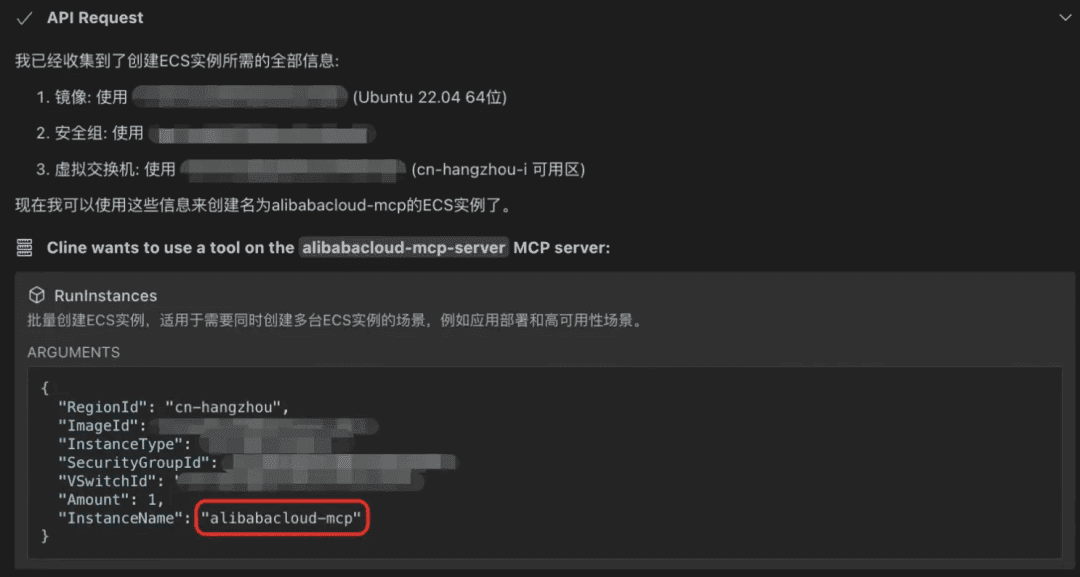 API Request
我已经收集到了创建ECS实例所需的全部信息:
1. 镜像: 使用 (Ubuntu 22.04 64位)
2. 安全组: 使用
3. 虚拟交换机: 使用 (cn-hangzhou-i 可用区)
现在我可以使用这些信息来创建名为alibabacloud-mcp的ECS实例了。
Cline wants to use a tool on the alibabacloud-mcp-server MCP server:
RunInstances
批量创建ECS实例，适用于需要同时创建多台ECS实例的场景，例如应用部署和高可用性场景。
ARGUMENTS
{
"RegionId": "cn-hangzhou",
"ImageId":
"InstanceType":
"SecurityGroupId":
"VSwitchId": "
"Amount": 1,
"InstanceName": "alibabacloud-mcp"
}